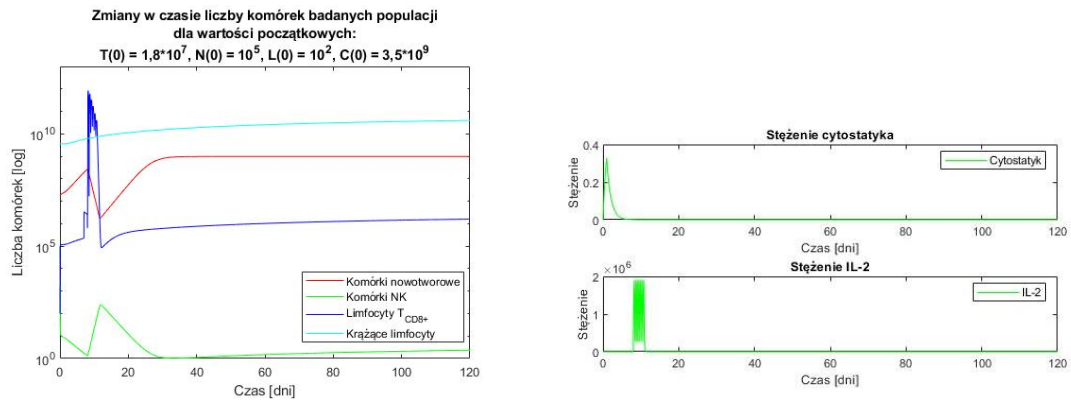 Zmiany w czasie liczby komórek badanych populacji
dla wartości początkowych:
T(0) = 1,8*10^7, N(0) = 10^5, L(0) = 10^2, C(0) = 3,5*10^9
Liczba komórek [log]
10^10
10^5
10^0
0 20 40 60 80 100 120
Czas [dni]
Komórki nowotworowe
Komórki NK
Limfocyty T_CD8+
Krążące limfocyty
Stężenie cytostatyka
Stężenie
0.4
0.2
0
0 20 40 60 80 100 120
Czas [dni]
Cytostatyk
Stężenie IL-2
×10^6
Stężenie
2
1
0
0 20 40 60 80 100 120
Czas [dni]
IL-2